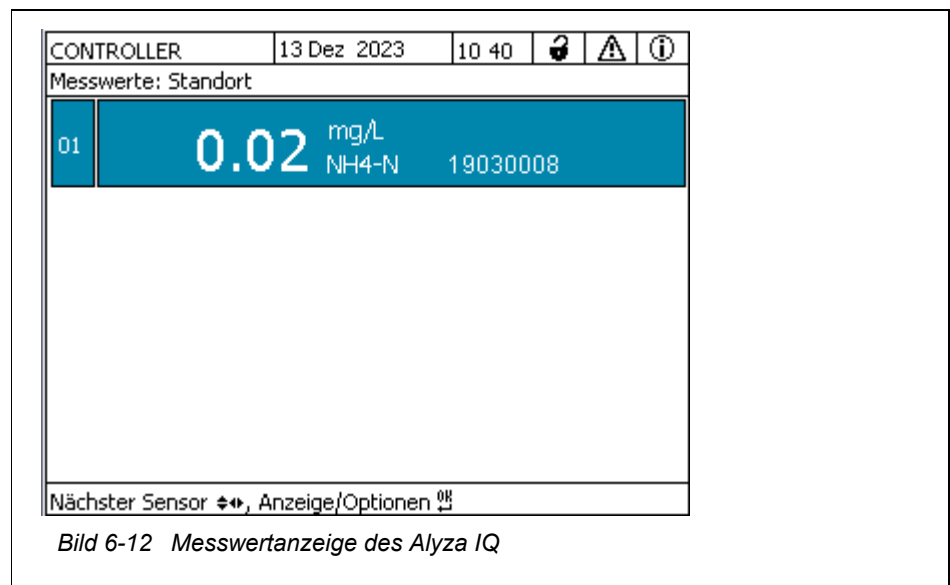 CONTROLLER 13 Dez 2023 10 40
Messwerte: Standort
01 0.02 mg/L
NH4-N 19030008
Nächster Sensor, Anzeige/Optionen OK
Bild 6-12 Messwertanzeige des Alyza IQ